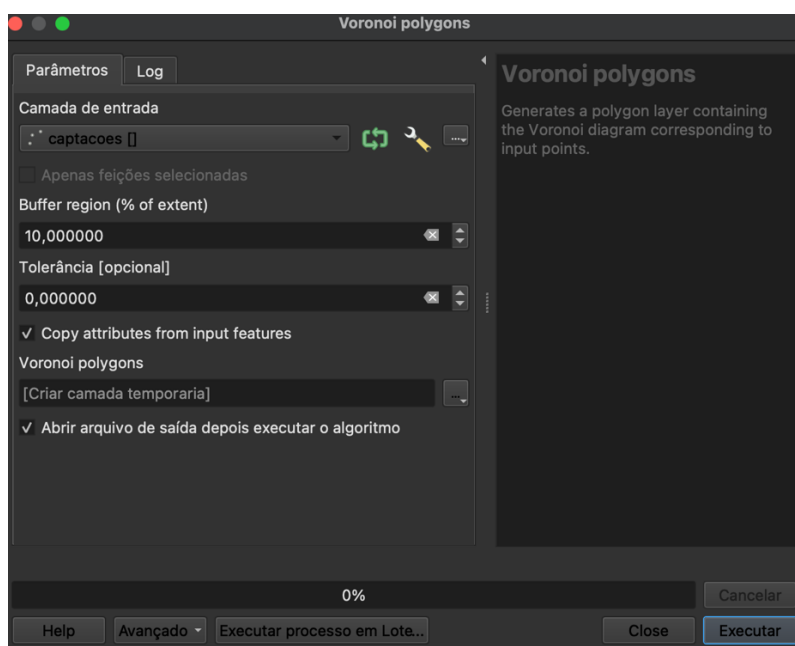 Voronoi polygons
Parâmetros
Log
Camada de entrada
captacoes []
...
Apenas feições selecionadas
Buffer region (% of extent)
10,000000
Tolerância [opcional]
0,000000
Copy attributes from input features
Voronoi polygons
[Criar camada temporaria]
...
Abrir arquivo de saída depois executar o algoritmo
Voronoi polygons
Generates a polygon layer containing
the Voronoi diagram corresponding to
input points.
0%
Cancelar
Help
Avançado
Executar processo em Lote...
Close
Executar